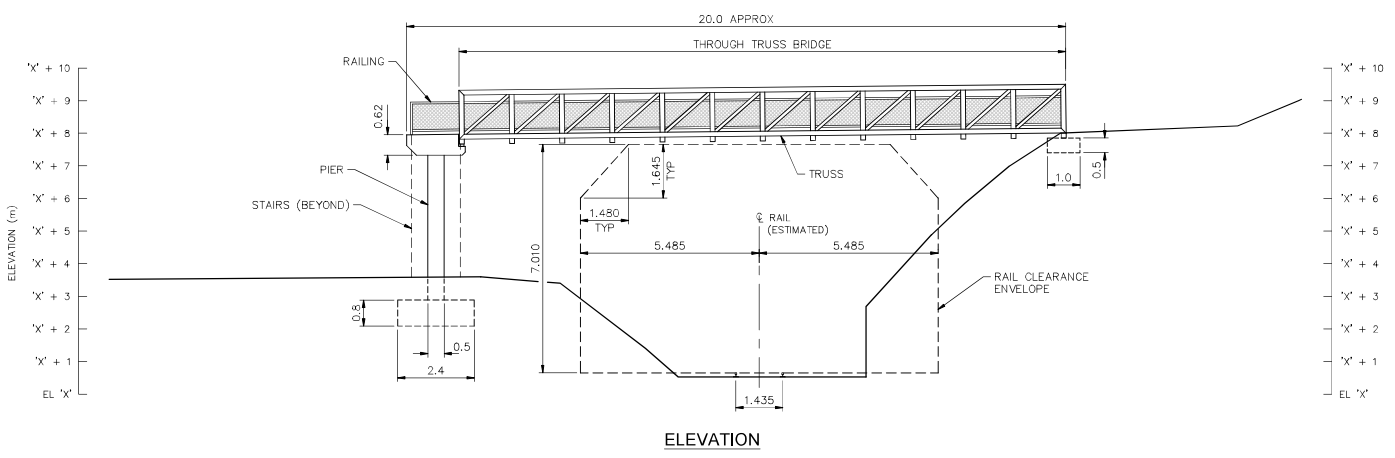 20.0 APPROX
THROUGH TRUSS BRIDGE
RAILING
'X' + 10
'X' + 9
'X' + 8
'X' + 7
'X' + 6
'X' + 5
'X' + 4
'X' + 3
'X' + 2
'X' + 1
EL 'X'
ELEVATION (m)
0.62
PIER
STAIRS (BEYOND)
0.8
0.5
2.4
7.010
1.645
TYP
1.480
TYP
TRUSS
℄ RAIL
(ESTIMATED)
5.485
5.485
RAIL CLEARANCE
ENVELOPE
1.435
1.0
0.5
'X' + 10
'X' + 9
'X' + 8
'X' + 7
'X' + 6
'X' + 5
'X' + 4
'X' + 3
'X' + 2
'X' + 1
EL 'X'
ELEVATION